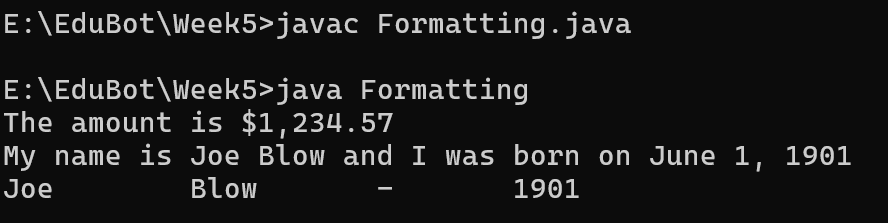 E:\EduBot\Week5>javac Formatting.java
E:\EduBot\Week5>java Formatting
The amount is $1,234.57
My name is Joe Blow and I was born on June 1, 1901
Joe        Blow       -       1901